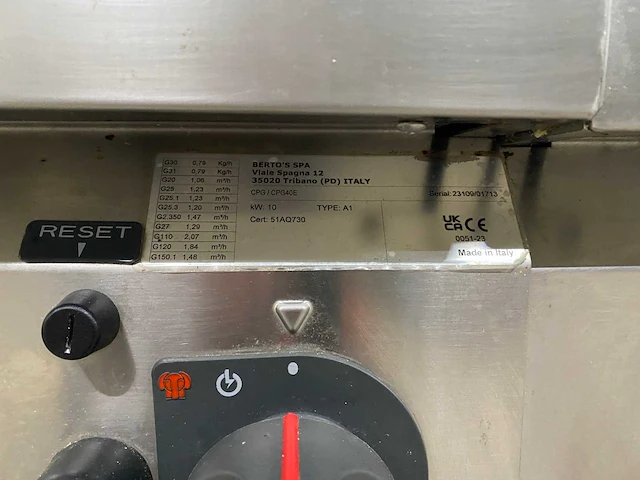 G30 0,79 Kg/h
G31 0,79 Kg/h
G20 1,06 m³/h
G25 1,23 m³/h
G25.1 1,23 m³/h
G25.3 1,20 m³/h
G2.350 1,47 m³/h
G27 1,29 m³/h
G110 2,07 m³/h
G120 1,84 m³/h
G150.1 1,48 m³/h
BERTO'S SPA
Viale Spagna 12
35020 Tribano (PD) ITALY
CPG / CPG40E
Serial: 23109/01713
kW: 10 TYPE: A1
Cert: 51AQ730
UK
CA CE
0051-23
Made in Italy
RESET